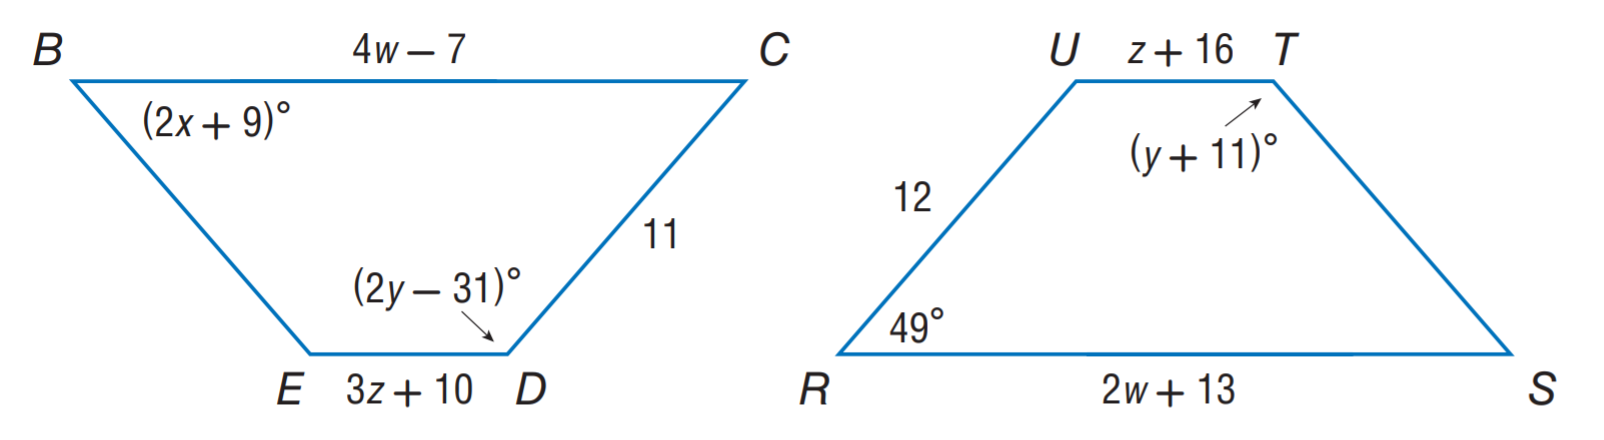 B 4w – 7 C
(2x + 9)°
11
(2y – 31)°
E 3z + 10 D
U z + 16 T
(y + 11)°
12
49°
R 2w + 13 S